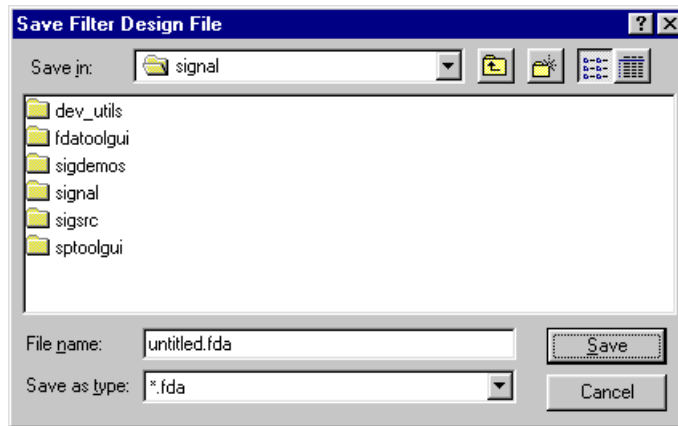 Save Filter Design File
Save in: signal
dev_utils
fdatoolgui
sigdemos
signal
sigsrc
sptoolgui
File name: untitled.fda Save
Save as type: *.fda Cancel